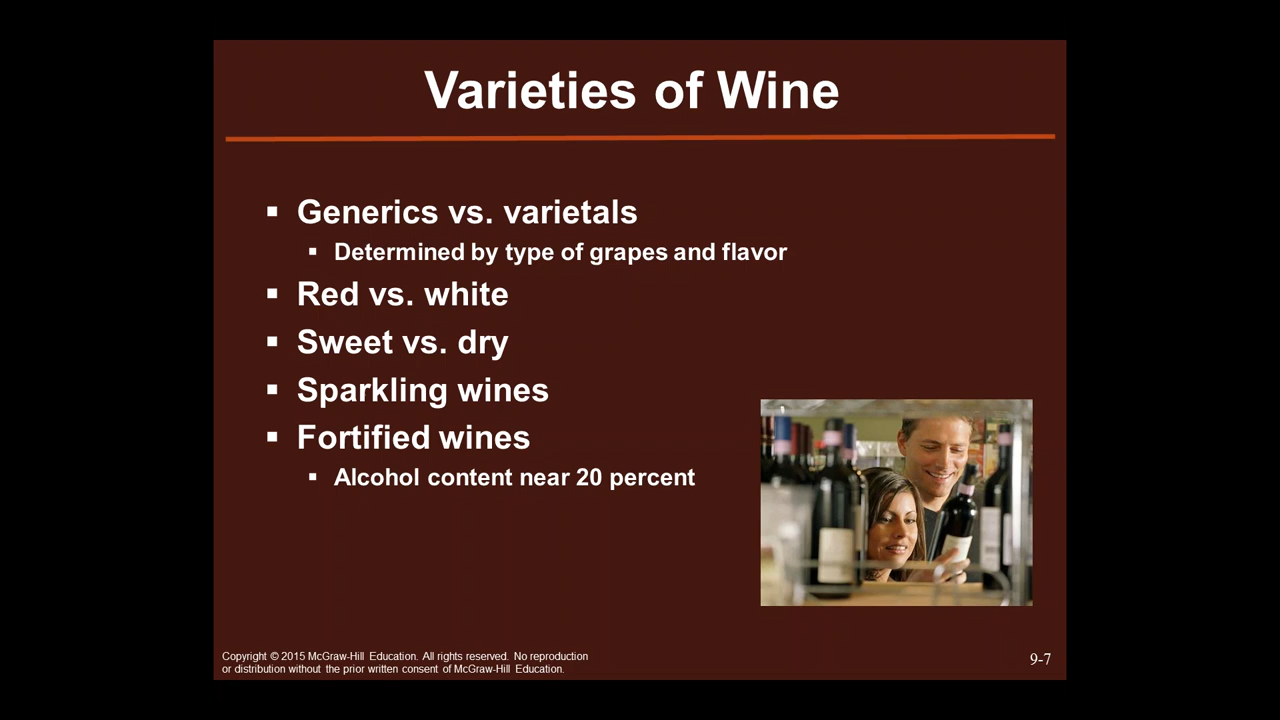 Varieties of Wine
▪ Generics vs. varietals
▪ Determined by type of grapes and flavor
▪ Red vs. white
▪ Sweet vs. dry
▪ Sparkling wines
▪ Fortified wines
▪ Alcohol content near 20 percent
Copyright © 2015 McGraw-Hill Education. All rights reserved. No reproduction
or distribution without the prior written consent of McGraw-Hill Education.
9-7